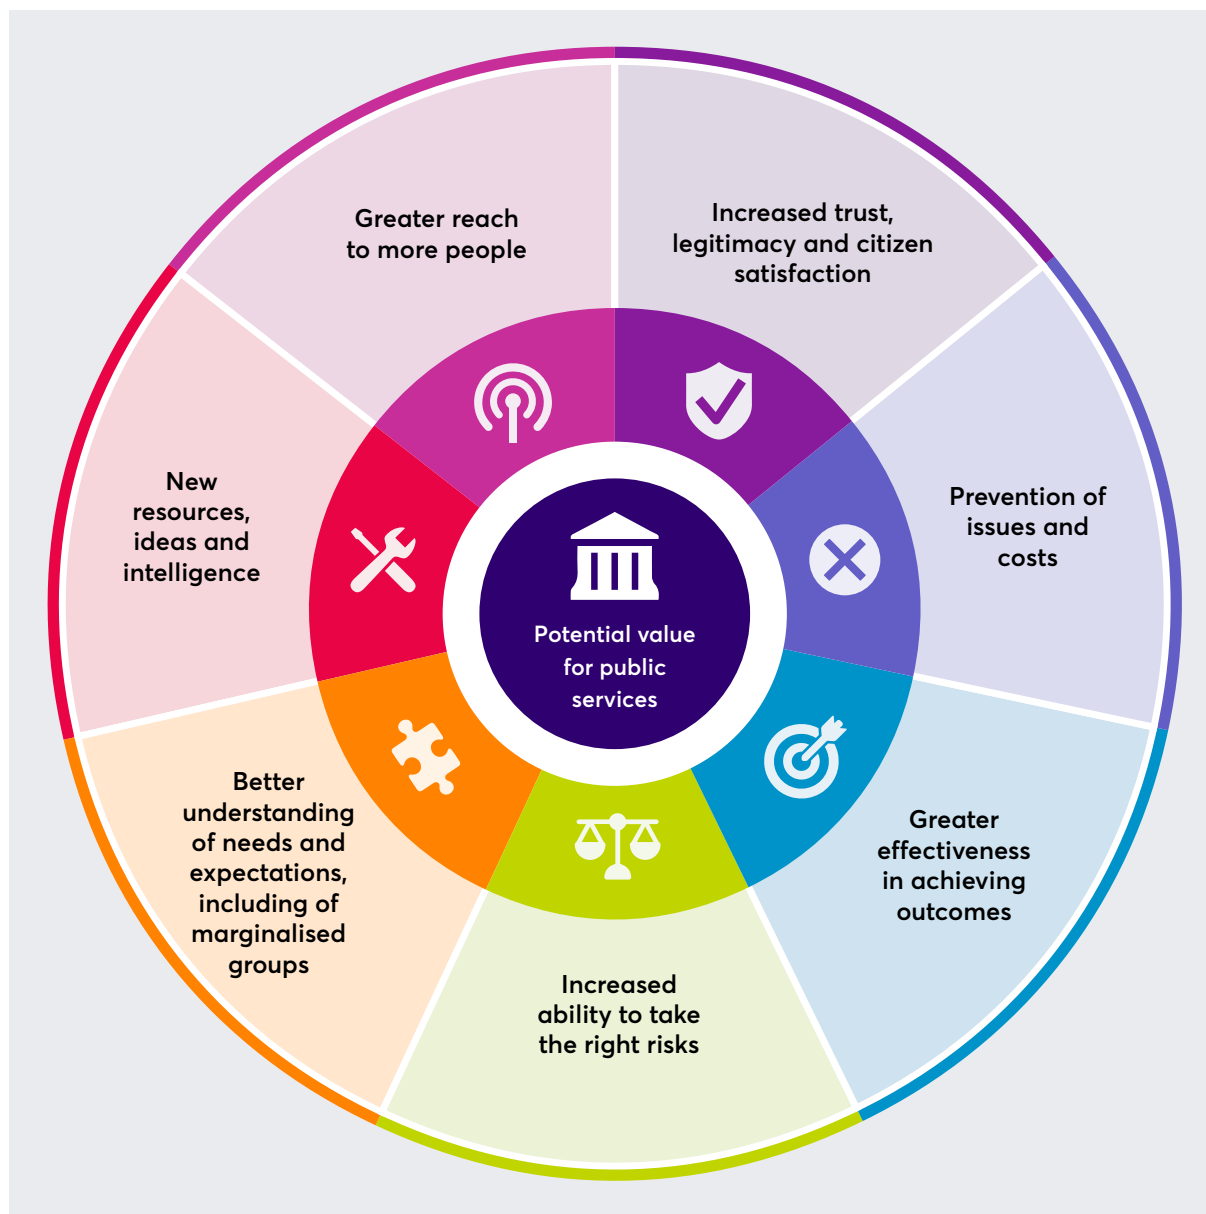 Greater reach
to more people
Increased trust,
legitimacy and citizen
satisfaction
Prevention of
issues and
costs
Greater
effectiveness
in achieving
outcomes
Increased
ability to take
the right risks
Better
understanding
of needs and
expectations,
including of
marginalised
groups
New
resources,
ideas and
intelligence
Potential value
for public
services